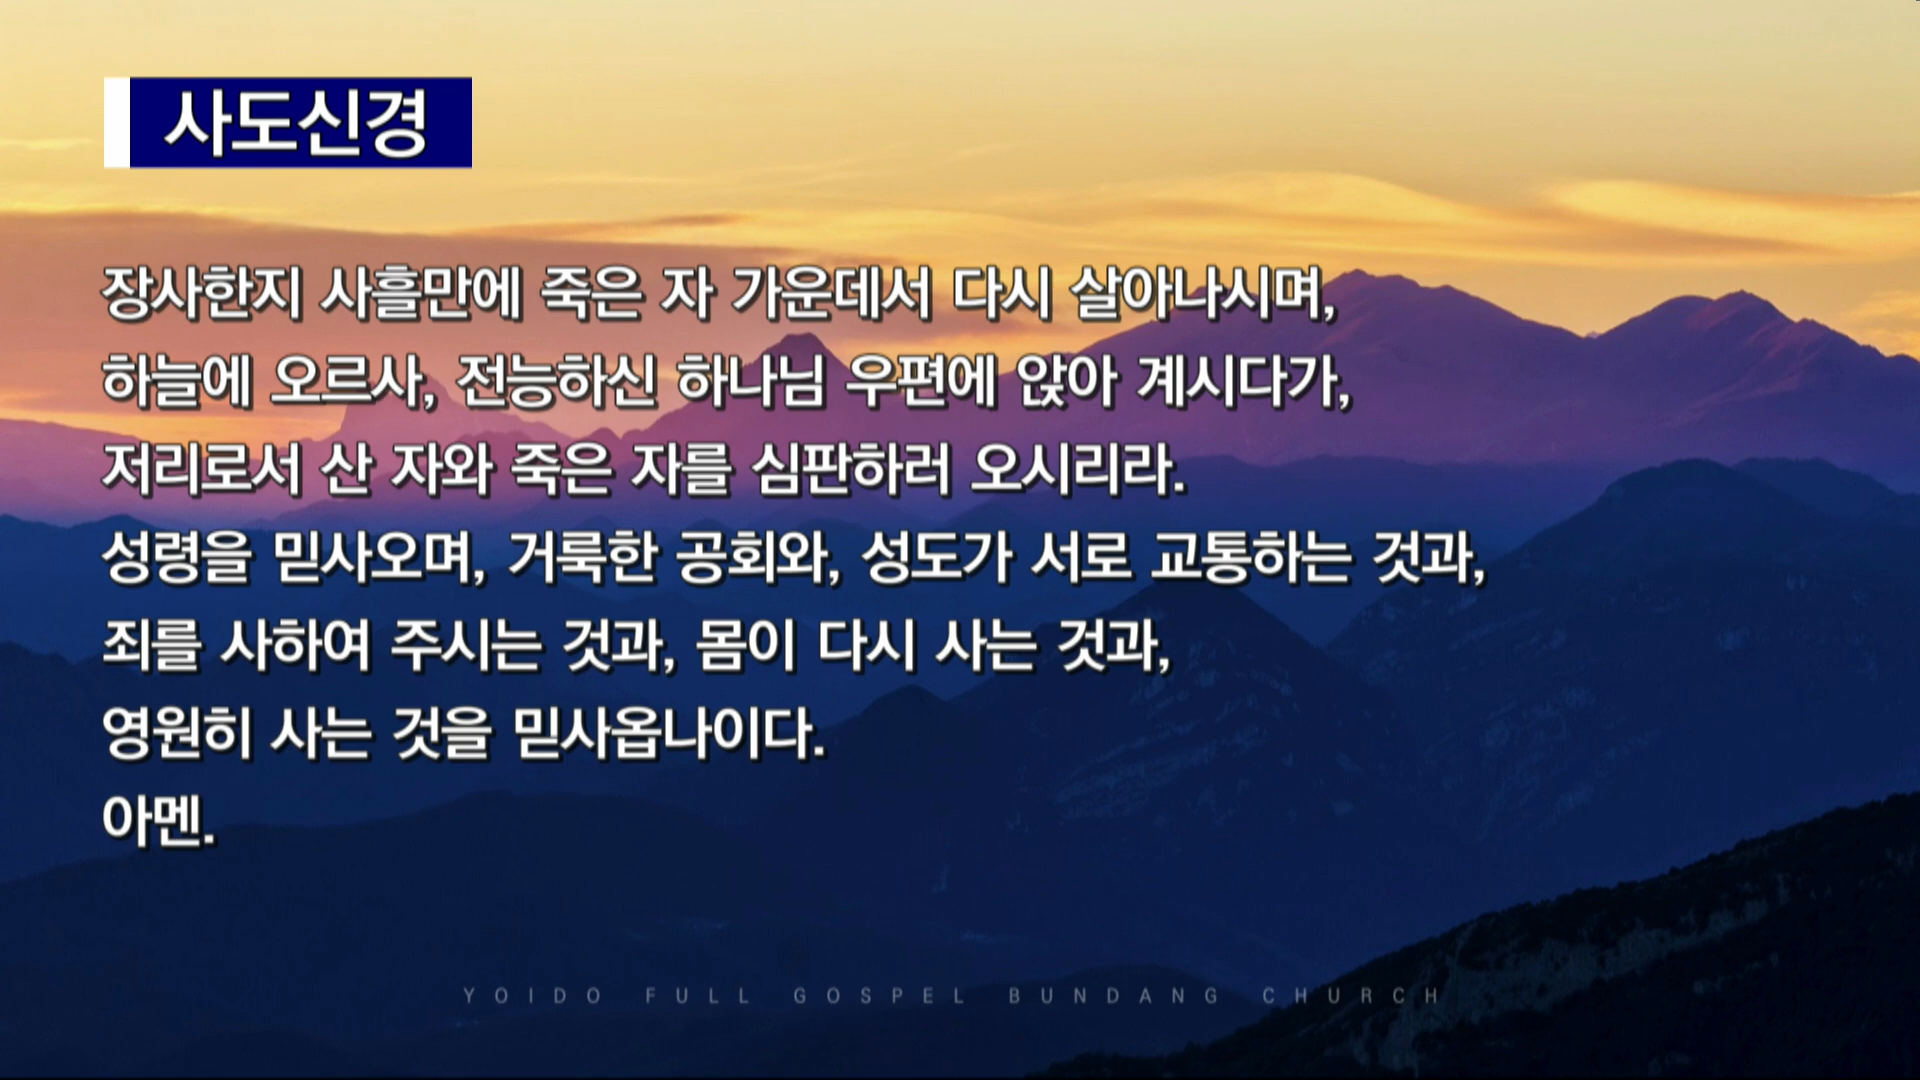 사도신경
장사한지 사흘만에 죽은 자 가운데서 다시 살아나시며,
하늘에 오르사, 전능하신 하나님 우편에 앉아 계시다가,
저리로서 산 자와 죽은 자를 심판하러 오시리라.
성령을 믿사오며, 거룩한 공회와, 성도가 서로 교통하는 것과,
죄를 사하여 주시는 것과, 몸이 다시 사는 것과,
영원히 사는 것을 믿사옵나이다.
아멘.
YOIDO FULL GOSPEL BUNDANG CHURCH